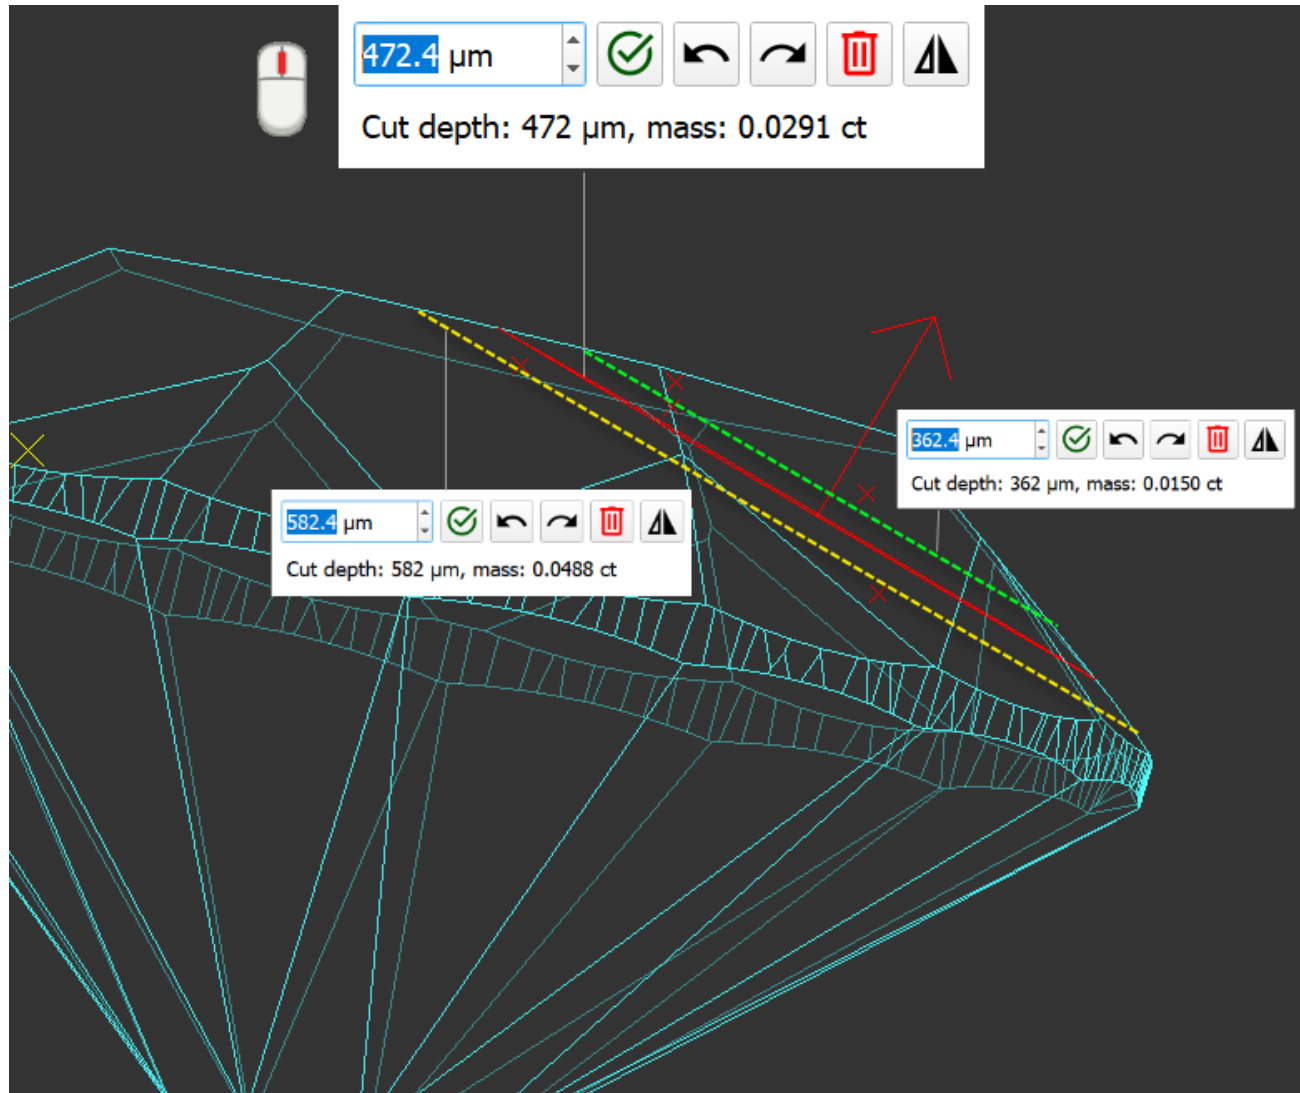 472.4 µm
Cut depth: 472 µm, mass: 0.0291 ct
362.4 µm
Cut depth: 362 µm, mass: 0.0150 ct
582.4 µm
Cut depth: 582 µm, mass: 0.0488 ct